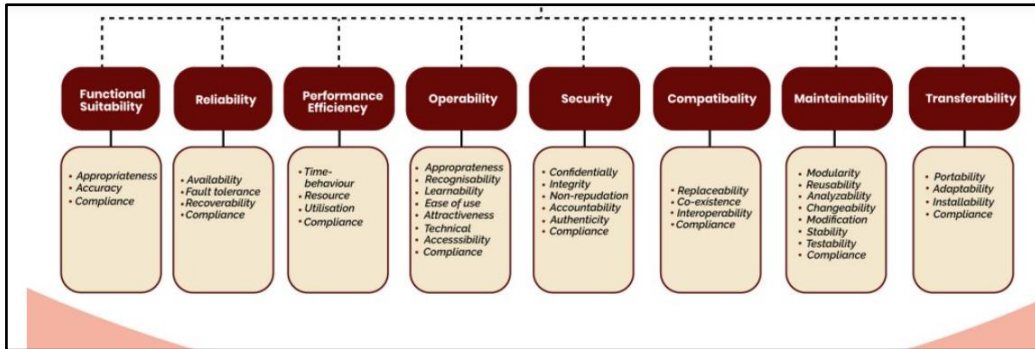 Functional
Suitability
Reliability
Performance
Efficiency
Operability
Security
Compatibality
Maintainability
Transferability
• Appropriateness
• Accuracy
• Compliance
• Availability
• Fault tolerance
• Recoverability
• Compliance
• Time-
behaviour
• Resource
• Utilisation
• Compliance
• Approprateness
• Recognisability
• Learnability
• Ease of use
• Attractiveness
• Technical
• Accesssibility
• Compliance
• Confidentially
• Integrity
• Non-repudation
• Accountability
• Authenticity
• Compliance
• Replaceability
• Co-existence
• Interoperability
• Compliance
• Modularity
• Reusability
• Analyzability
• Changeability
• Modification
• Stability
• Testability
• Compliance
• Portability
• Adaptability
• Installability
• Compliance